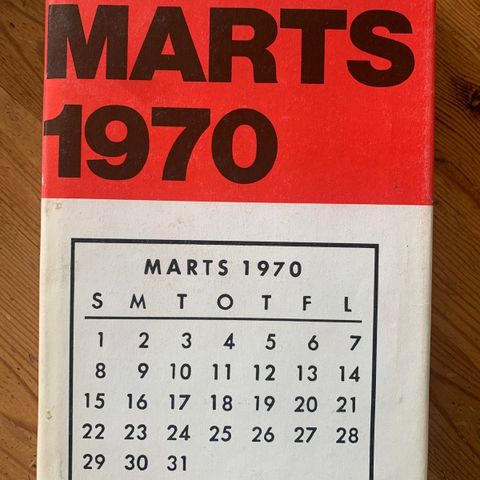 MARTS
1970
MARTS 1970
S M T O T F L
1 2 3 4 5 6 7
8 9 10 11 12 13 14
15 16 17 18 19 20 21
22 23 24 25 26 27 28
29 30 31